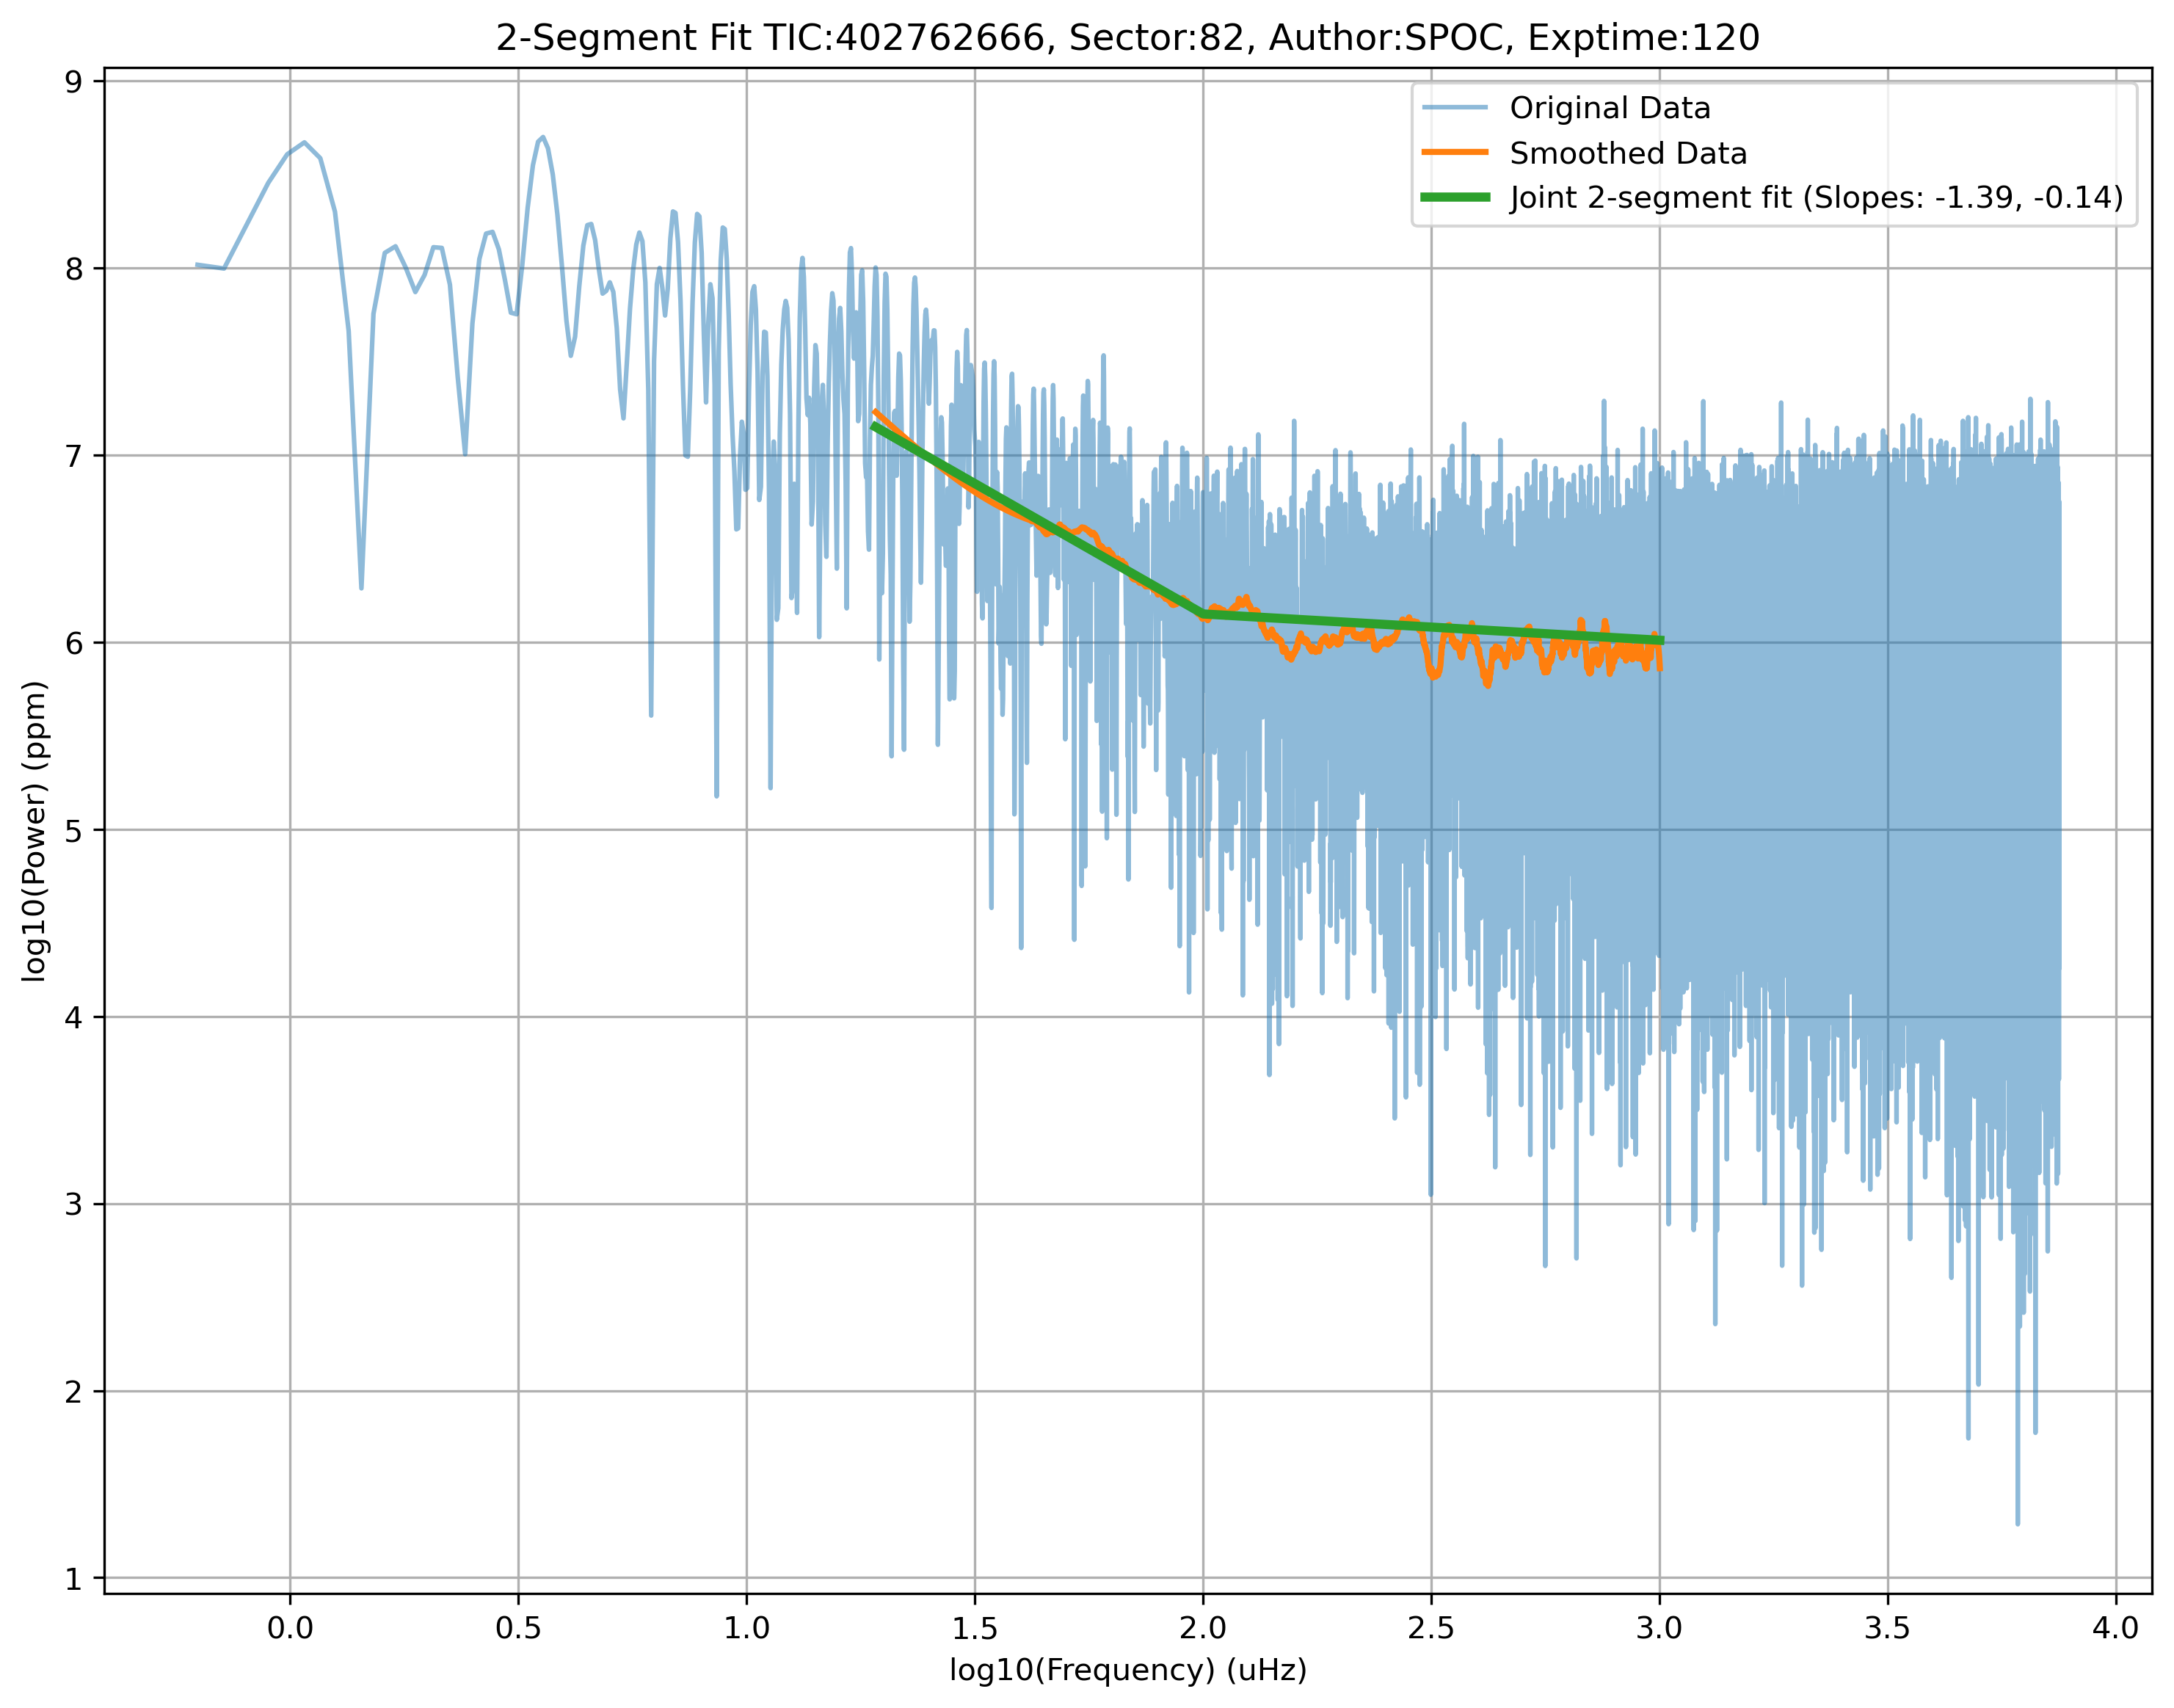 2-Segment Fit TIC:402762666, Sector:82, Author:SPOC, Exptime:120
Original Data
Smoothed Data
Joint 2-segment fit (Slopes: -1.39, -0.14)
log10(Power) (ppm)
9
8
7
6
5
4
3
2
1
0.0 0.5 1.0 1.5 2.0 2.5 3.0 3.5 4.0
log10(Frequency) (uHz)